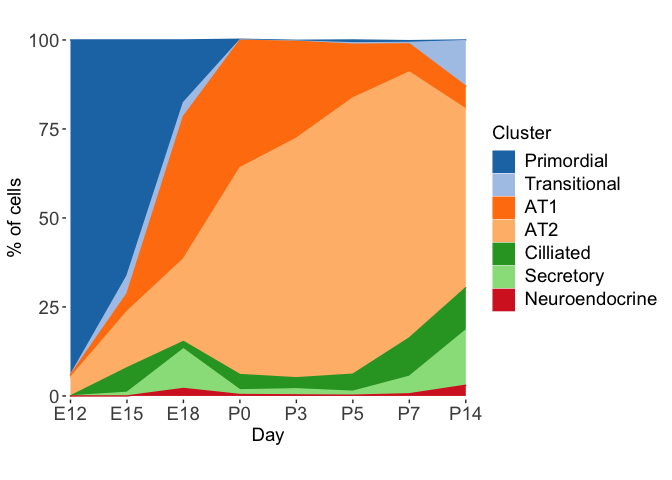 100
75
50
25
0
% of cells
E12 E15 E18 P0 P3 P5 P7 P14
Day
Cluster
Primordial
Transitional
AT1
AT2
Cilliated
Secretory
Neuroendocrine